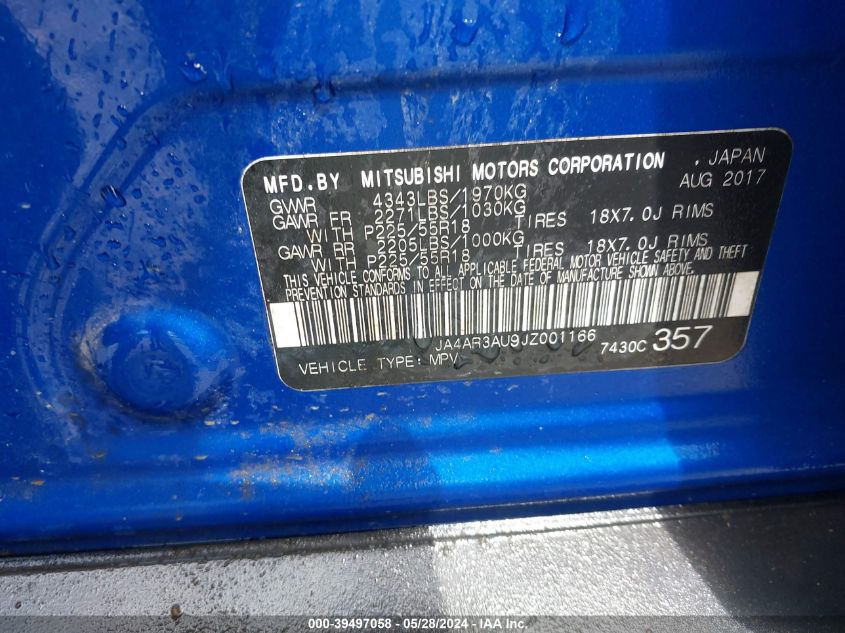 MFD. BY MITSUBISHI MOTORS CORPORATION , JAPAN
GVWR 4343LBS/1970KG AUG 2017
GAWR FR 2271LBS/1030KG
WITH P225/55R18 TIRES 18X7.0J RIMS
GAWR RR 2205LBS/1000KG
WITH P225/55R18 TIRES 18X7.0J RIMS
THIS VEHICLE CONFORMS TO ALL APPLICABLE FEDERAL MOTOR VEHICLE SAFETY AND THEFT
PREVENTION STANDARDS IN EFFECT ON THE DATE OF MANUFACTURE SHOWN ABOVE.
JA4AR3AU9JZ001166
VEHICLE TYPE: MPV 7430C 357
000-39497058 - 05/28/2024 - IAAI.COM